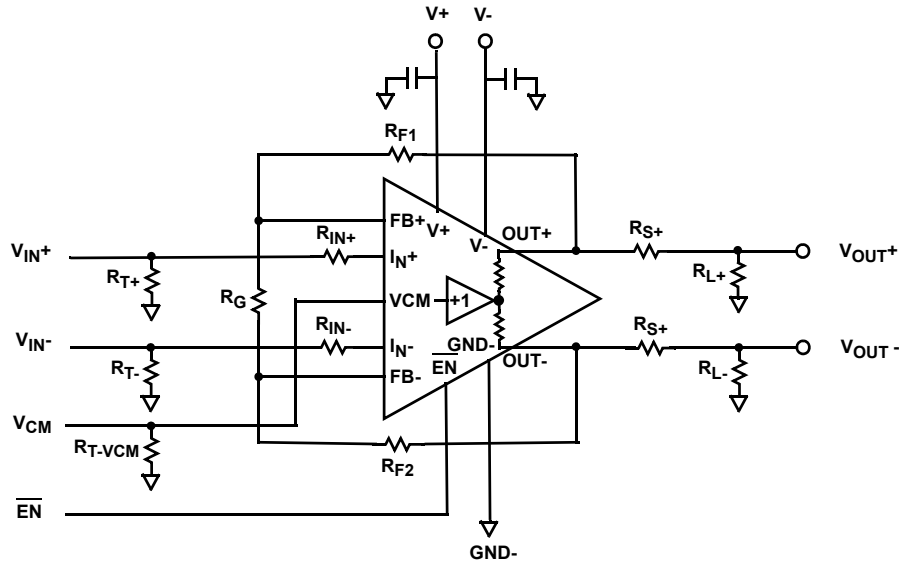 V+ V-
RF1
FB+
V+
V-
OUT+
RS+
VIN+
RIN+
IN+
VOUT+
RT+
RL+
RG
VCM
+1
VIN-
RIN-
IN-
GND-
RS+
VOUT -
EN
OUT-
RT-
FB-
RL-
VCM
RT-VCM
RF2
EN
GND-